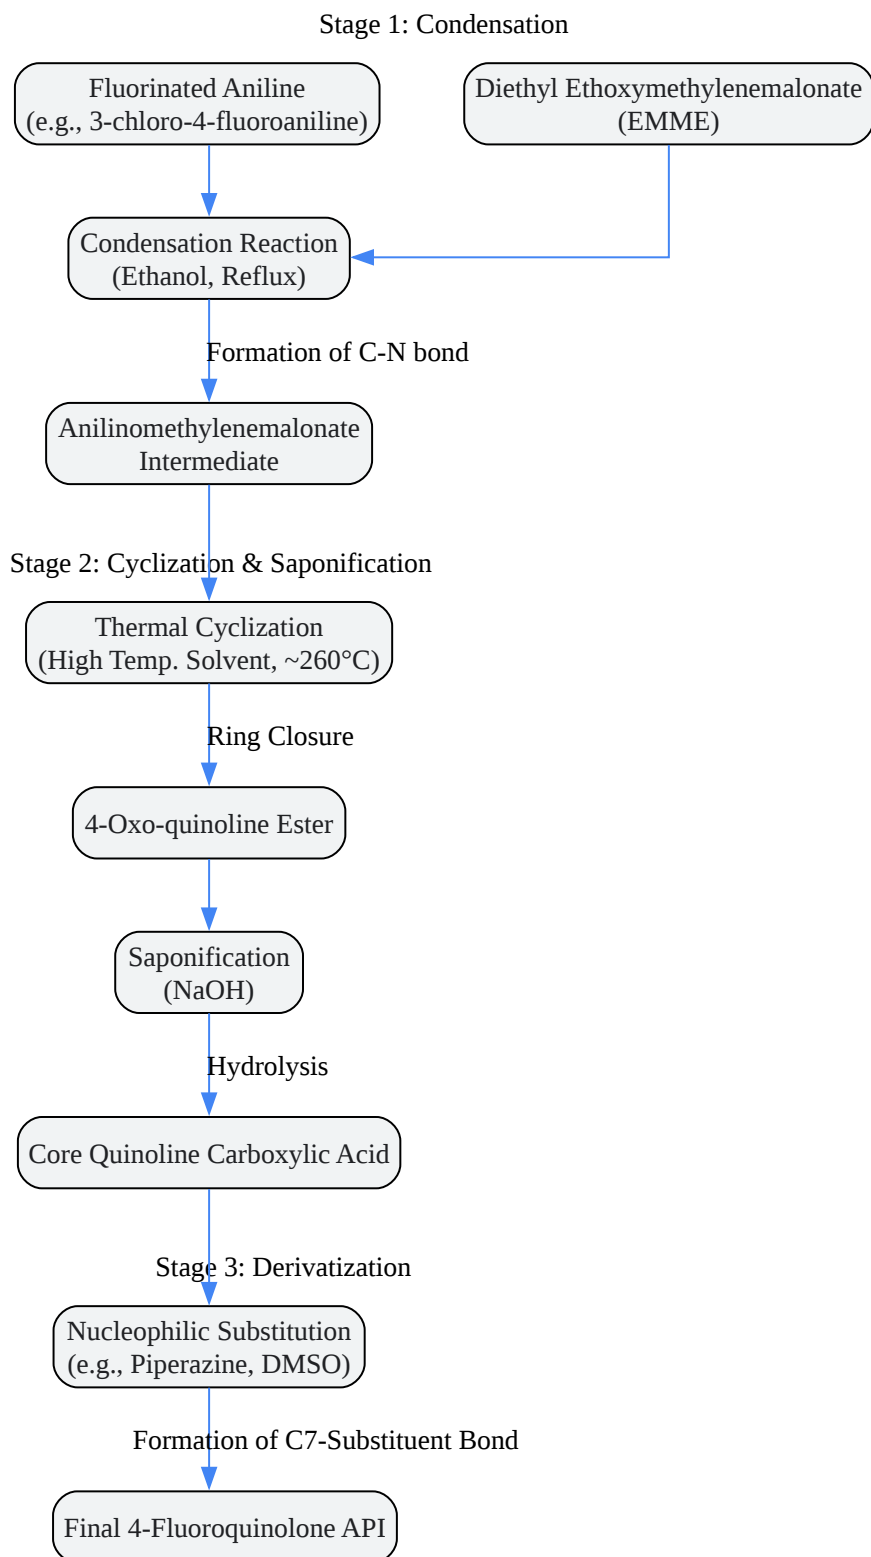 Stage 1: Condensation
Fluorinated Aniline
(e.g., 3-chloro-4-fluoroaniline)
Diethyl Ethoxymethylenemalonate
(EMME)
Condensation Reaction
(Ethanol, Reflux)
Formation of C-N bond
Anilinomethylenemalonate
Intermediate
Stage 2: Cyclization & Saponification
Thermal Cyclization
(High Temp. Solvent, ~260°C)
Ring Closure
4-Oxo-quinoline Ester
Saponification
(NaOH)
Hydrolysis
Core Quinoline Carboxylic Acid
Stage 3: Derivatization
Nucleophilic Substitution
(e.g., Piperazine, DMSO)
Formation of C7-Substituent Bond
Final 4-Fluoroquinolone API